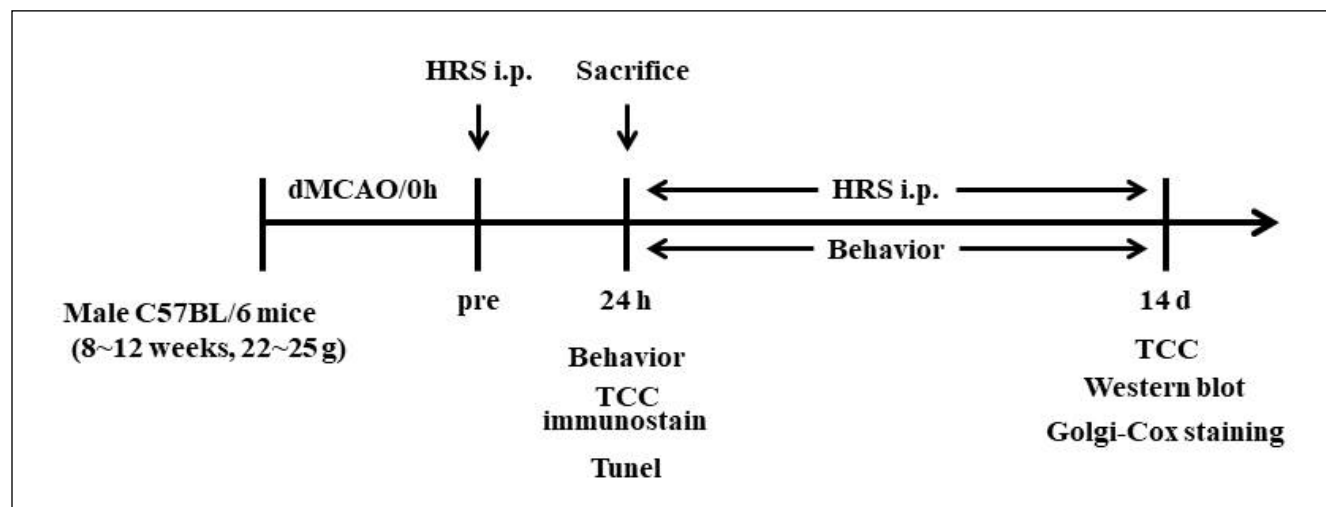 HRS i.p. Sacrifice
dMCAO/0h
HRS i.p.
Behavior
Male C57BL/6 mice
(8~12 weeks, 22~25 g)
pre
24 h
14 d
Behavior
TCC
immunostain
Tunel
TCC
Western blot
Golgi-Cox staining